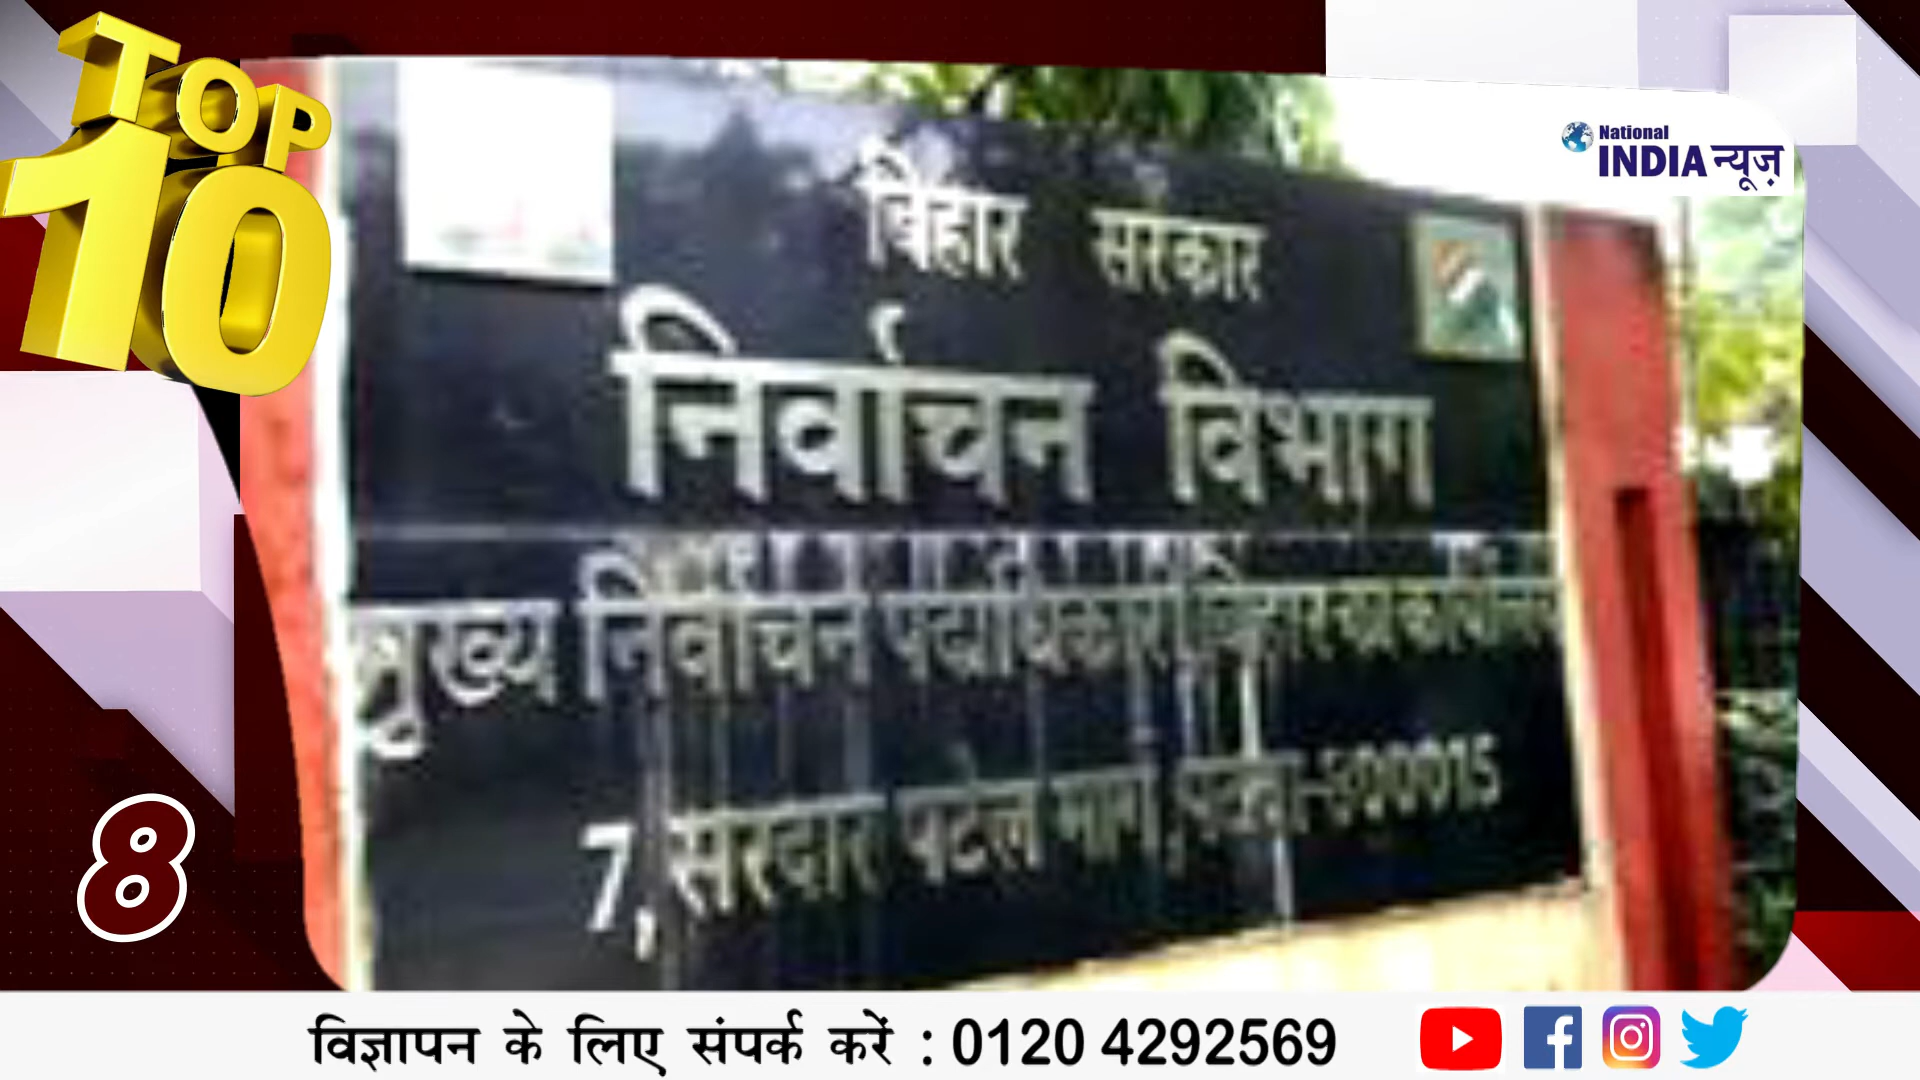 TOP
10
National
INDIA न्यूज़
बिहार सरकार
निर्वाचन विभाग
मुख्य निर्वाचन पदाधिकारी, बिहार का कार्यालय
7, सरदार पटेल मार्ग, पटना-800015
8
विज्ञापन के लिए संपर्क करें : 0120 4292569